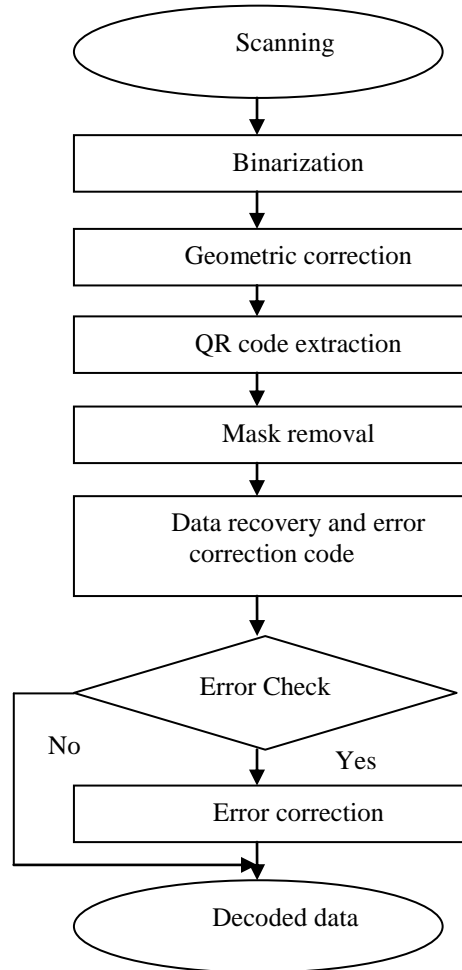 Scanning
Binarization
Geometric correction
QR code extraction
Mask removal
Data recovery and error
correction code
Error Check
No
Yes
Error correction
Decoded data